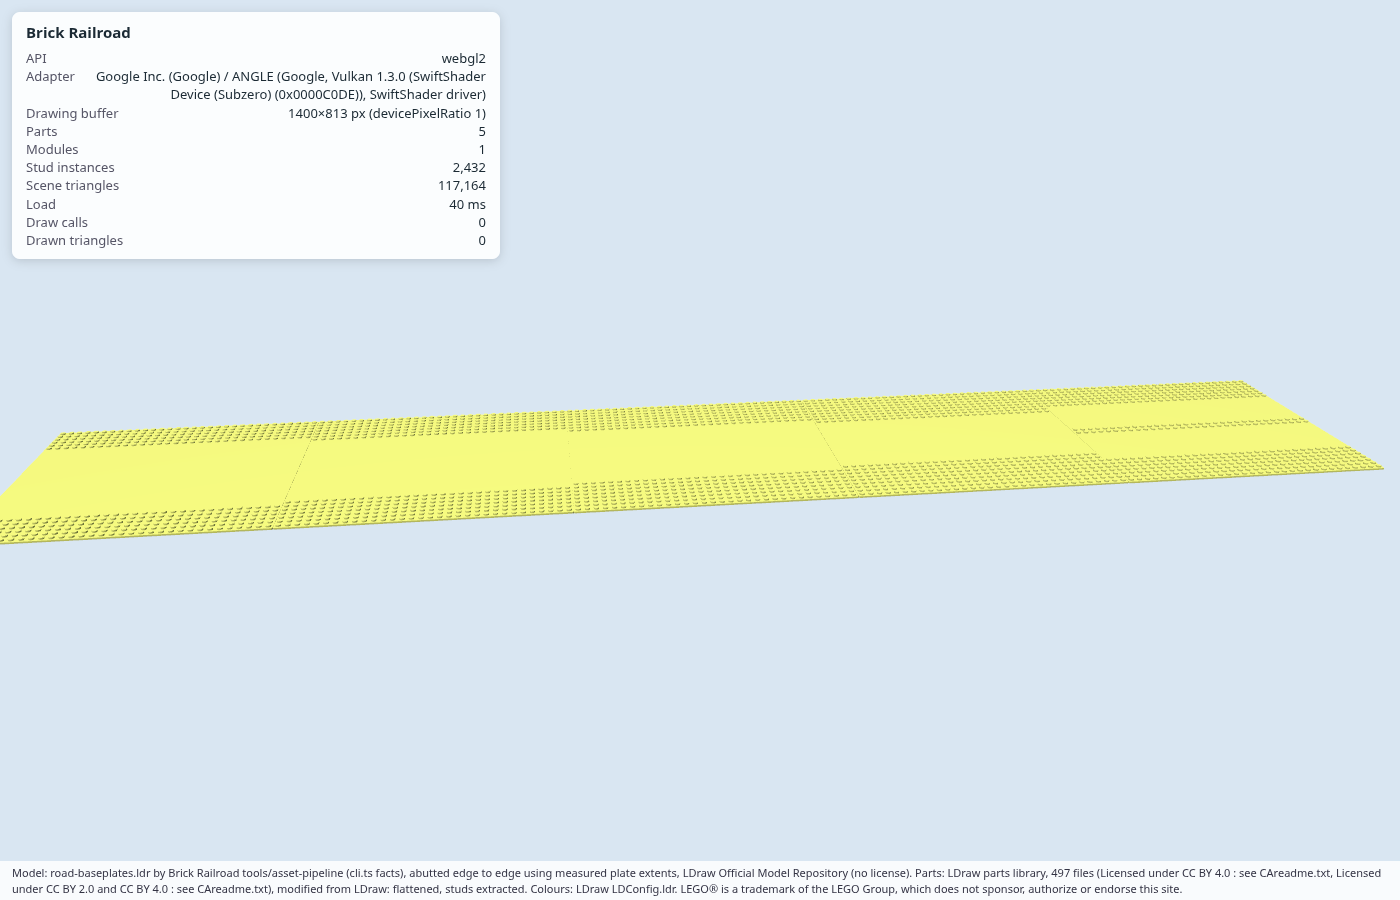 Brick Railroad
API webgl2
Adapter Google Inc. (Google) / ANGLE (Google, Vulkan 1.3.0 (SwiftShader
Device (Subzero) (0x0000C0DE)), SwiftShader driver)
Drawing buffer 1400×813 px (devicePixelRatio 1)
Parts 5
Modules 1
Stud instances 2,432
Scene triangles 117,164
Load 40 ms
Draw calls 0
Drawn triangles 0
Model: road-baseplates.ldr by Brick Railroad tools/asset-pipeline (cli.ts facts), abutted edge to edge using measured plate extents, LDraw Official Model Repository (no license). Parts: LDraw parts library, 497 files (Licensed under CC BY 4.0 : see CAreadme.txt, Licensed
under CC BY 2.0 and CC BY 4.0 : see CAreadme.txt), modified from LDraw: flattened, studs extracted. Colours: LDraw LDConfig.ldr. LEGO® is a trademark of the LEGO Group, which does not sponsor, authorize or endorse this site.